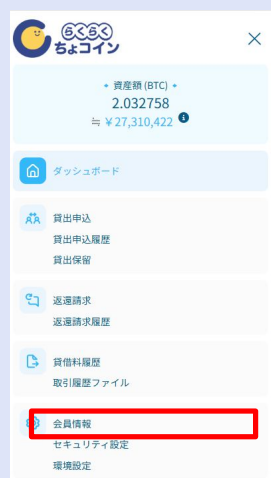 らくらく
ちょコイン
資産額 (BTC)
2.032758
≒ ¥27,310,422
ダッシュボード
貸出申込
貸出申込履歴
貸出保留
返還請求
返還請求履歴
貸借料履歴
取引履歴ファイル
会員情報
セキュリティ設定
環境設定